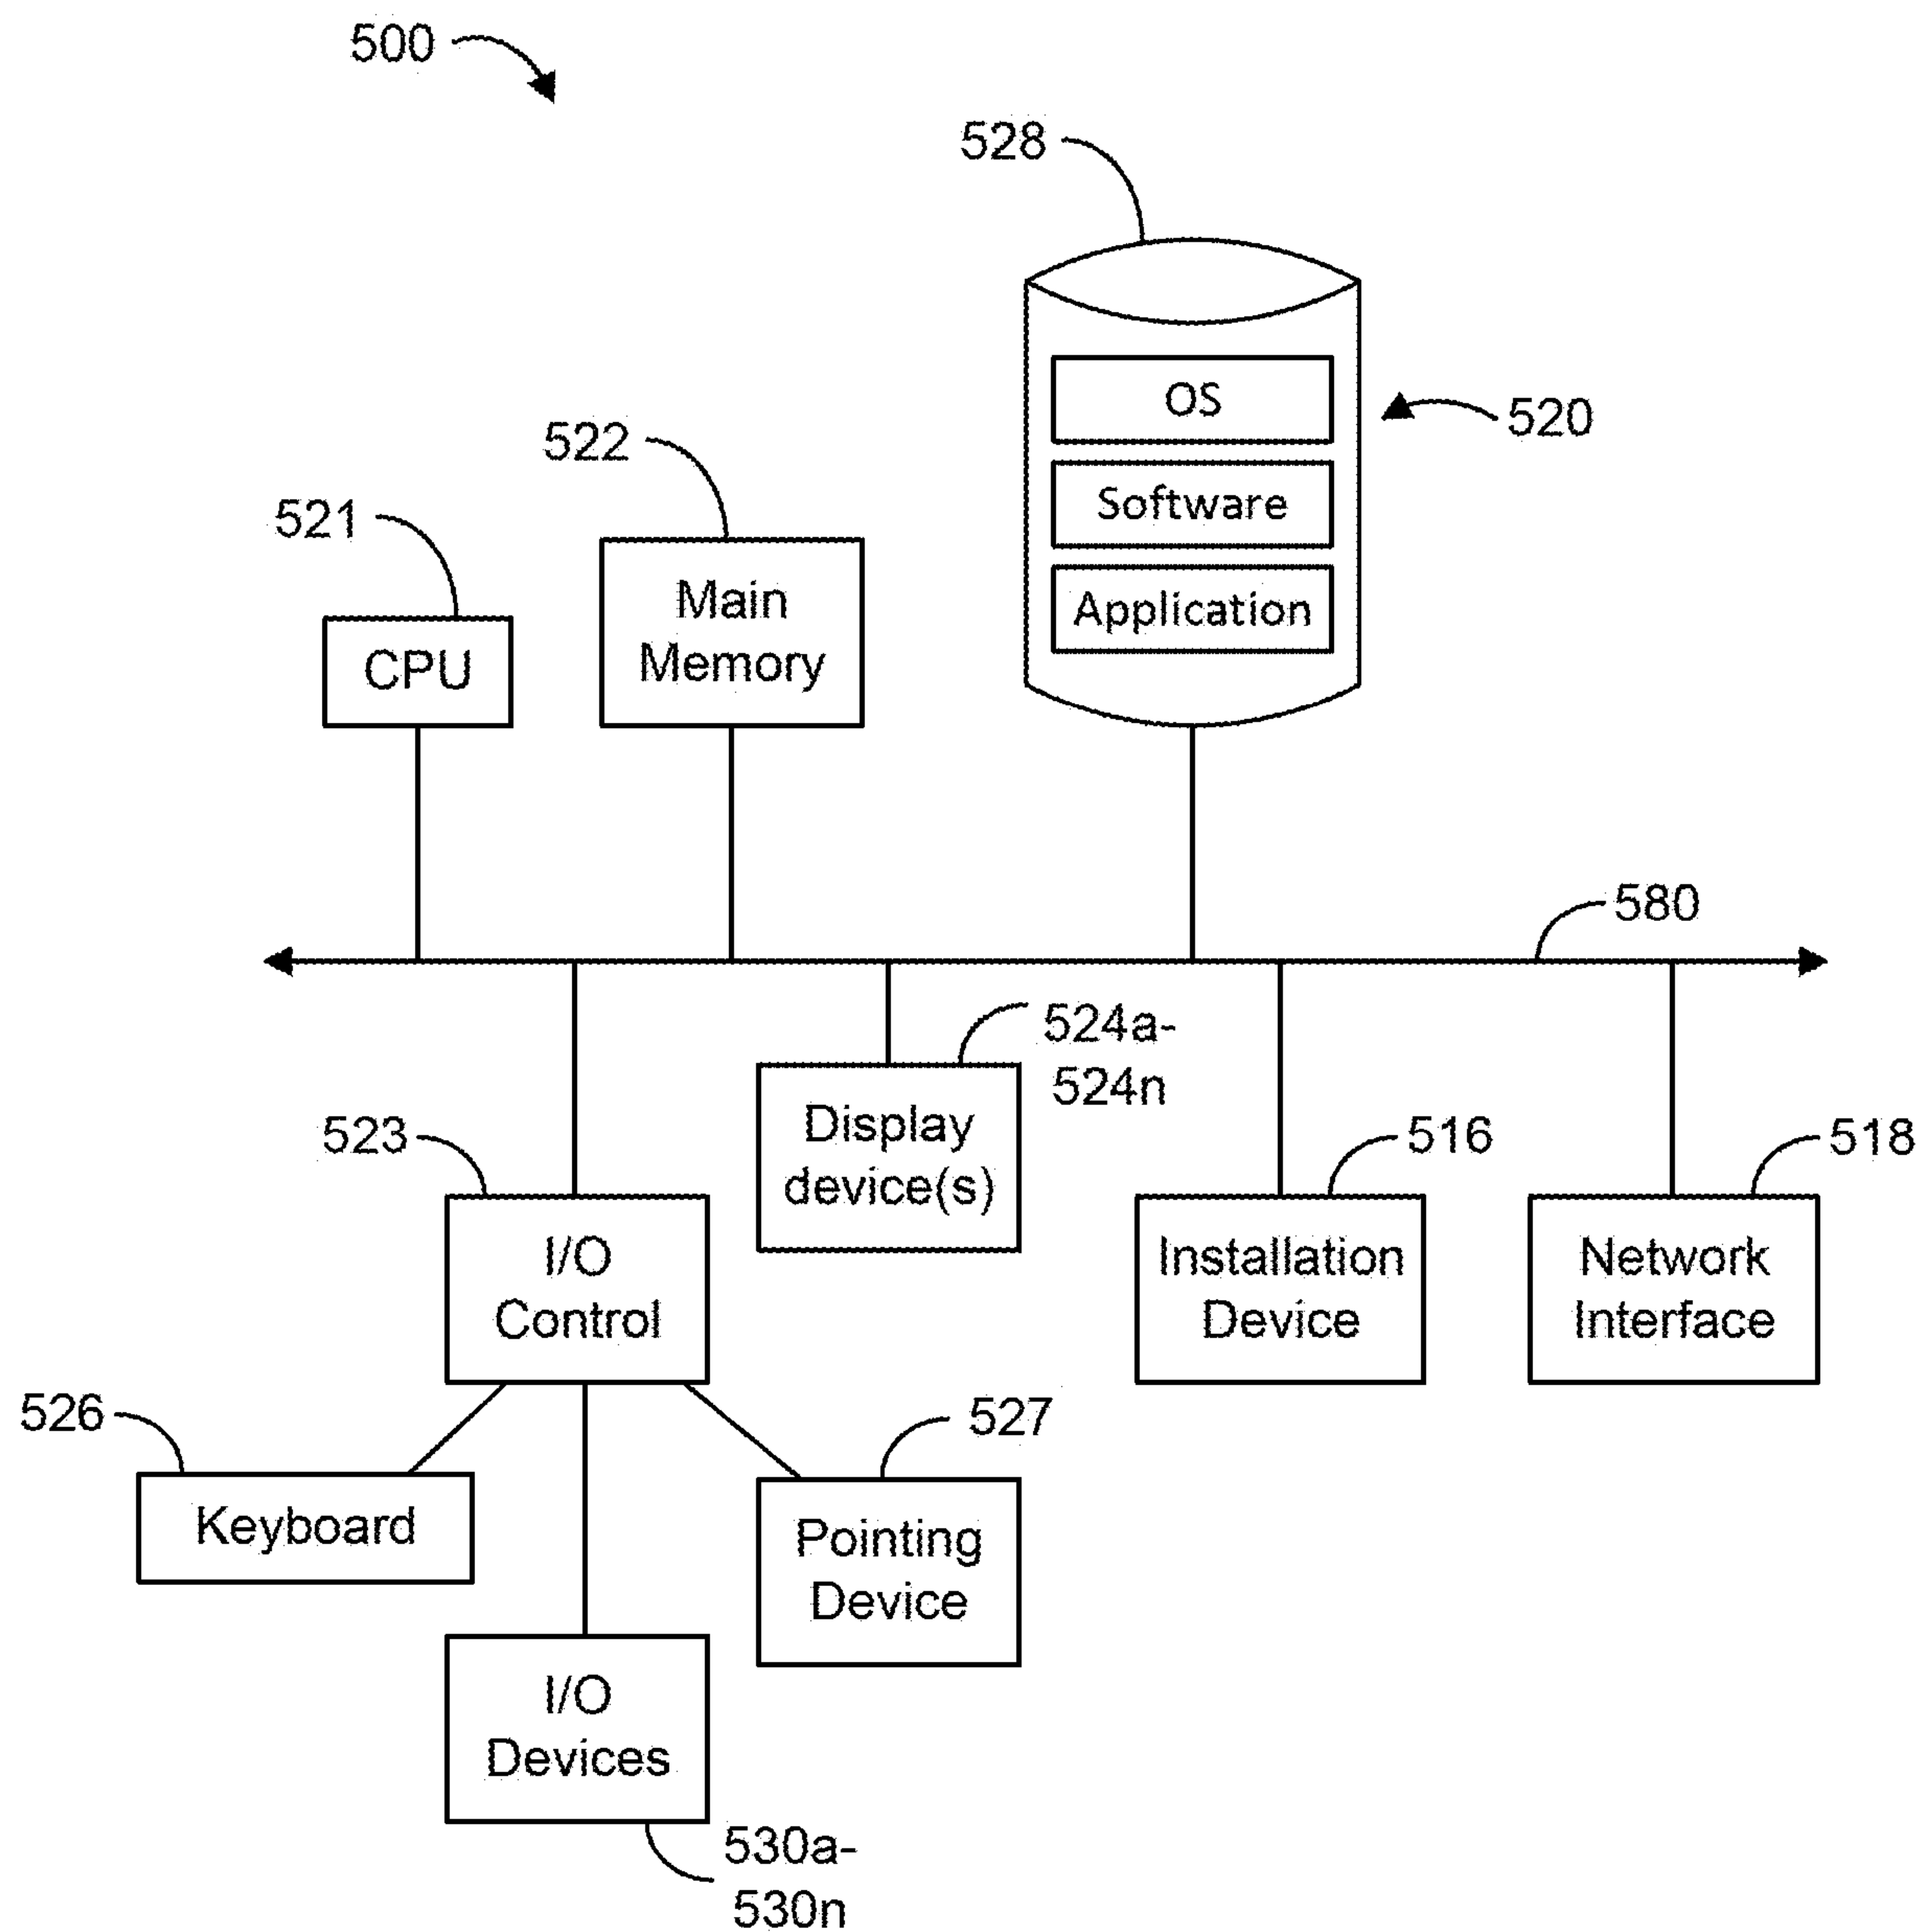 500
528
OS
520
Software
Application
522
521
Main
Memory
CPU
580
524a-
524n
Display
device(s)
523
516
518
I/O
Control
Installation
Device
Network
Interface
526
527
Keyboard
Pointing
Device
I/O
Devices
530a-
530n